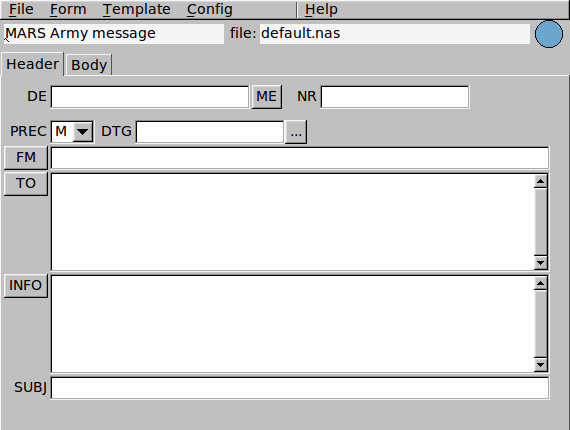 File Form Template Config Help
MARS Army message file: default.nas
Header Body
DE ME NR
PREC M DTG ...
FM
TO
INFO
SUBJ